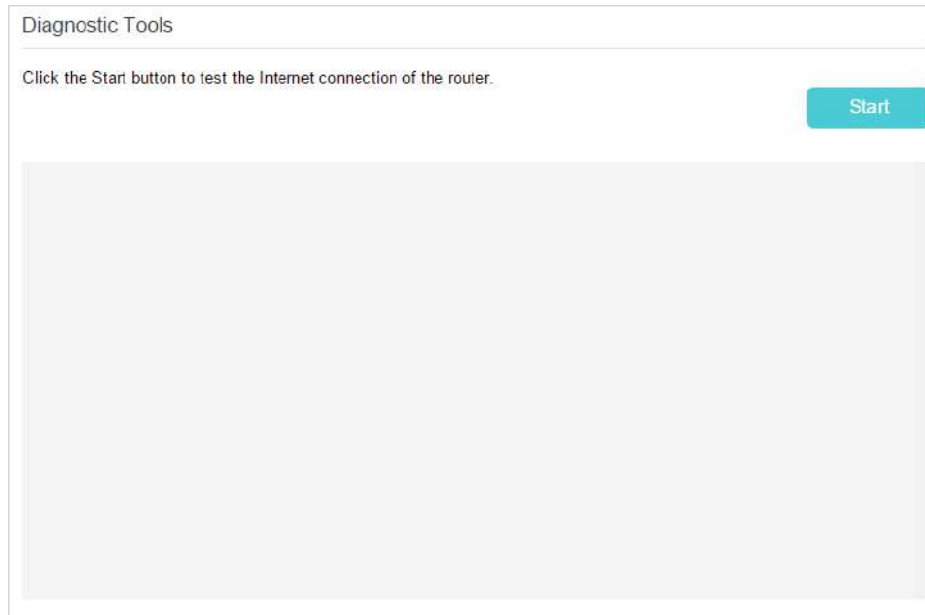 Diagnostic Tools
Click the Start button to test the Internet connection of the router.
Start